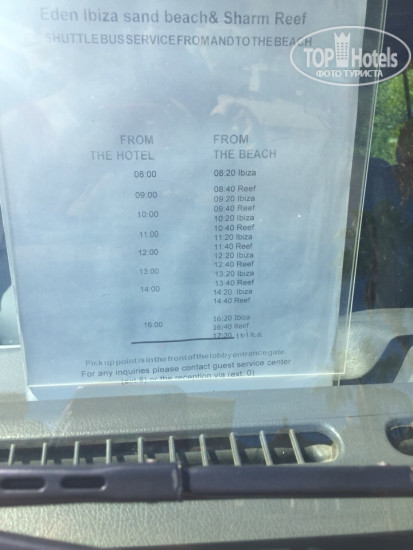 Eden Ibiza sand beach& Sharm Reef
SHUTTLE BUS SERVICE FROM AND TO THE BEACH
TOP Hotels
ФОТО ТУРИСТА
FROM THE HOTEL
FROM THE BEACH
08:00 08:20 Ibiza
08:40 Reef
09:00 09:20 Ibiza
09:40 Reef
10:00 10:20 Ibiza
10:40 Reef
11:00 11:20 Ibiza
11:40 Reef
12:00 12:20 Ibiza
12:40 Reef
13:00 13:20 Ibiza
13:40 Reef
14:00 14:20 Ibiza
14:40 Reef
16:00 16:20 Ibiza
16:40 Reef
17:30
Pick up point is in the front of the lobby entrance gate.
For any inquiries please contact guest service center
or the reception via ext. 0)